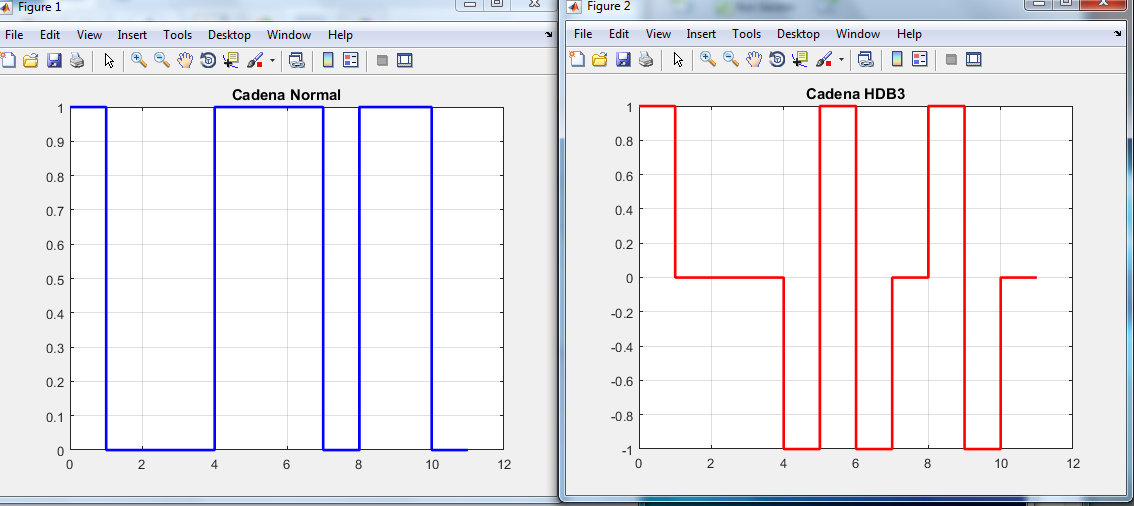 Figure 1
File Edit View Insert Tools Desktop Window Help
Cadena Normal
1
0.9
0.8
0.7
0.6
0.5
0.4
0.3
0.2
0.1
0
0 2 4 6 8 10 12
Figure 2
File Edit View Insert Tools Desktop Window Help
Cadena HDB3
1
0.8
0.6
0.4
0.2
0
-0.2
-0.4
-0.6
-0.8
-1
0 2 4 6 8 10 12